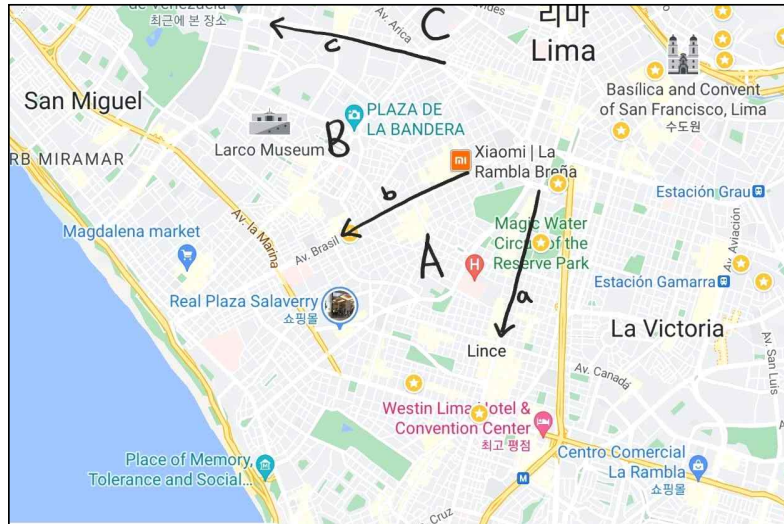 de Venezuela
최근에 본 장소
Av. Arica
C
c
리마
Lima
San Miguel
Basílica and Convent
of San Francisco, Lima
수도원
PLAZA DE
LA BANDERA
B
Larco Museum
RB MIRAMAR
mi
Xiaomi | La
Rambla Breña
b
Estación Grau
Magic Water
Circuit of the
Reserve Park
Av. la Marina
Magdalena market
Av. Brasil
A
H
Av. Aviación
Estación Gamarra
Real Plaza Salaverry
쇼핑몰
a
La Victoria
Lince
Av. San Luis
Av. Canadá
Westin Lima Hotel &
Convention Center
최고 평점
Place of Memory,
Tolerance and Social...
Centro Comercial
La Rambla
쇼핑몰
M
Cruz